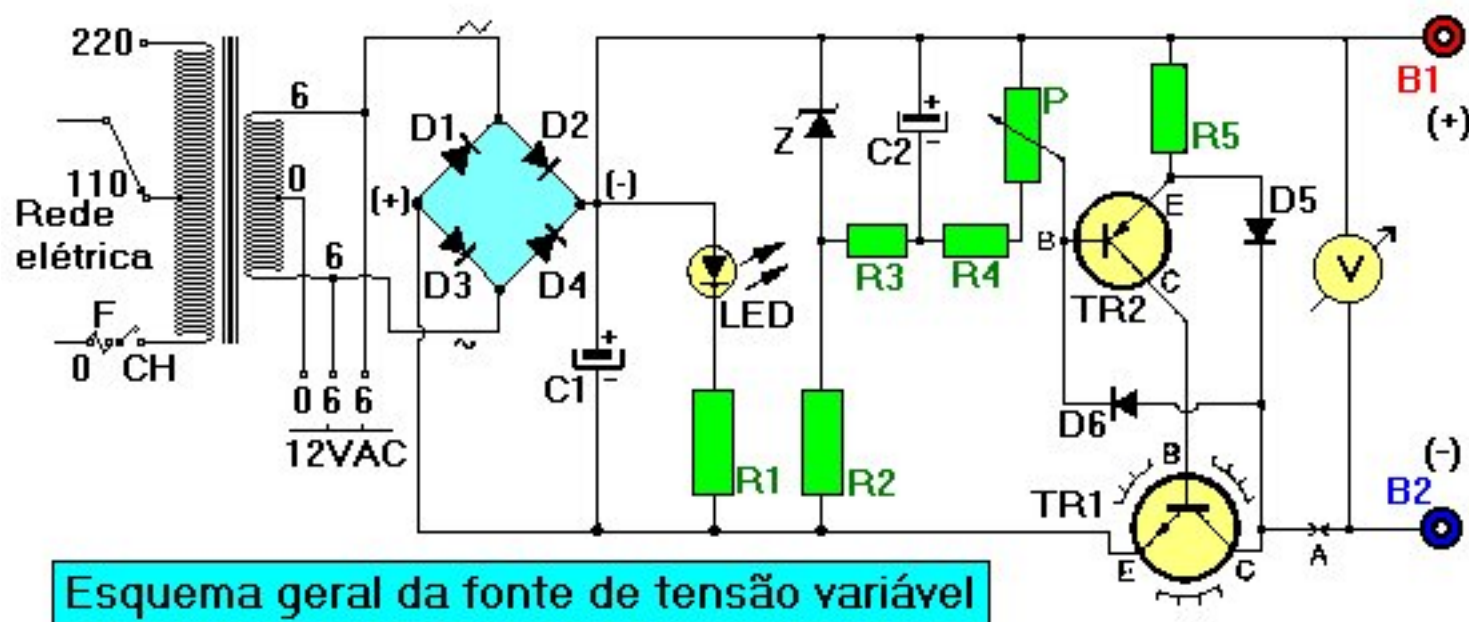 220
110
Rede
elétrica
F
0 CH
6
0
6
0 6 6
12VAC
D1
D2
(+)
(-)
D3
D4
~
C1
+
-
LED
R1
Z
C2
+
-
P
R3
R4
R2
R5
B
E
C
TR2
D5
D6
V
B1
(+)
(-)
B2
TR1
B
E
C
A
Esquema geral da fonte de tensão variável